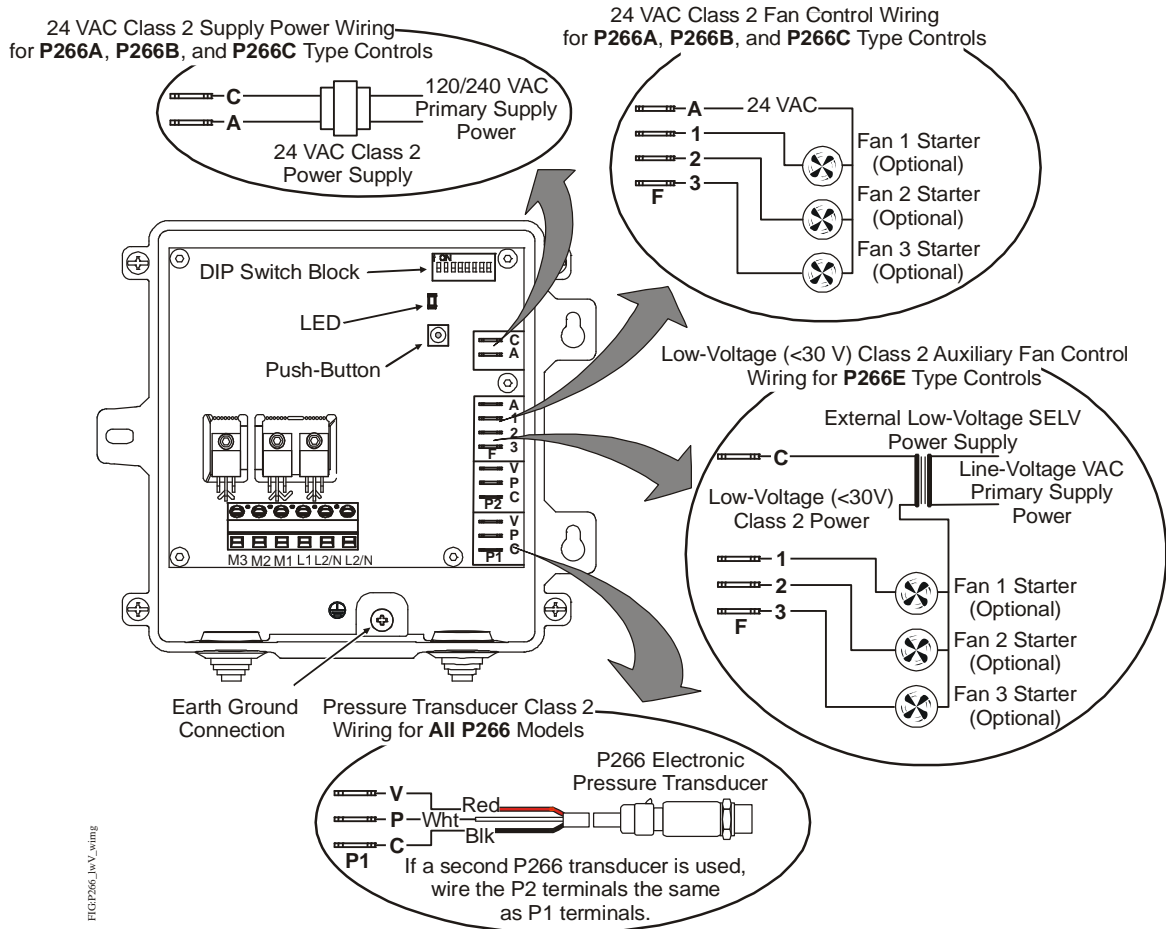 24 VAC Class 2 Supply Power Wiring
for P266A, P266B, and P266C Type Controls
C
A
120/240 VAC
Primary Supply
Power
24 VAC Class 2
Power Supply
24 VAC Class 2 Fan Control Wiring
for P266A, P266B, and P266C Type Controls
A
24 VAC
1
2
3
F
Fan 1 Starter
(Optional)
Fan 2 Starter
(Optional)
Fan 3 Starter
(Optional)
DIP Switch Block
ON
LED
Push-Button
C
A
A
1
2
3
F
V
P
C
P2
V
P
C
P1
M3 M2 M1 L1 L2/N L2/N
Low-Voltage (<30 V) Class 2 Auxiliary Fan Control
Wiring for P266E Type Controls
External Low-Voltage SELV
Power Supply
C
Line-Voltage VAC
Primary Supply
Power
Low-Voltage (<30V)
Class 2 Power
1
2
3
F
Fan 1 Starter
(Optional)
Fan 2 Starter
(Optional)
Fan 3 Starter
(Optional)
Earth Ground
Connection
Pressure Transducer Class 2
Wiring for All P266 Models
P266 Electronic
Pressure Transducer
V
Red
P
Wht
Blk
C
P1
If a second P266 transducer is used,
wire the P2 terminals the same
as P1 terminals.
FIG:P266_lwV_wirng